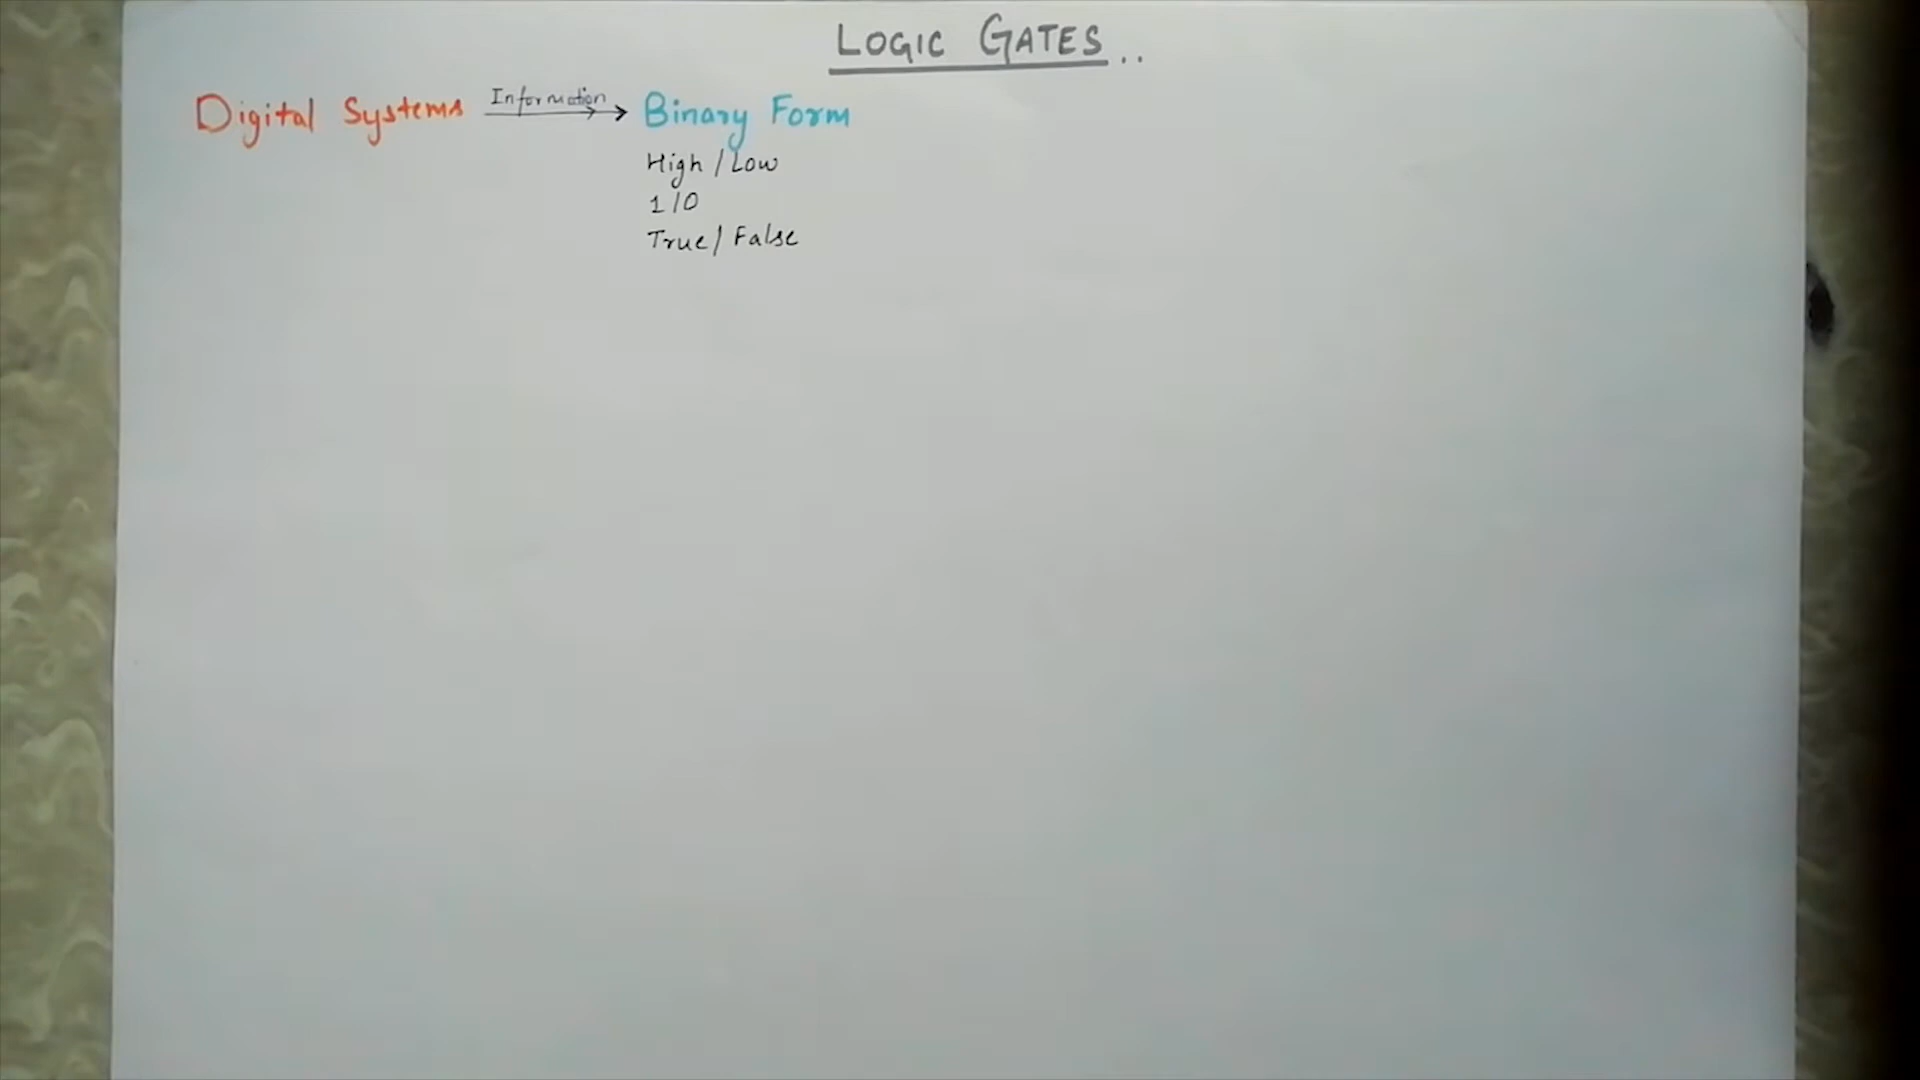 LOGIC GATES..
Digital Systems Information → Binary Form
High / Low
1/0
True / False